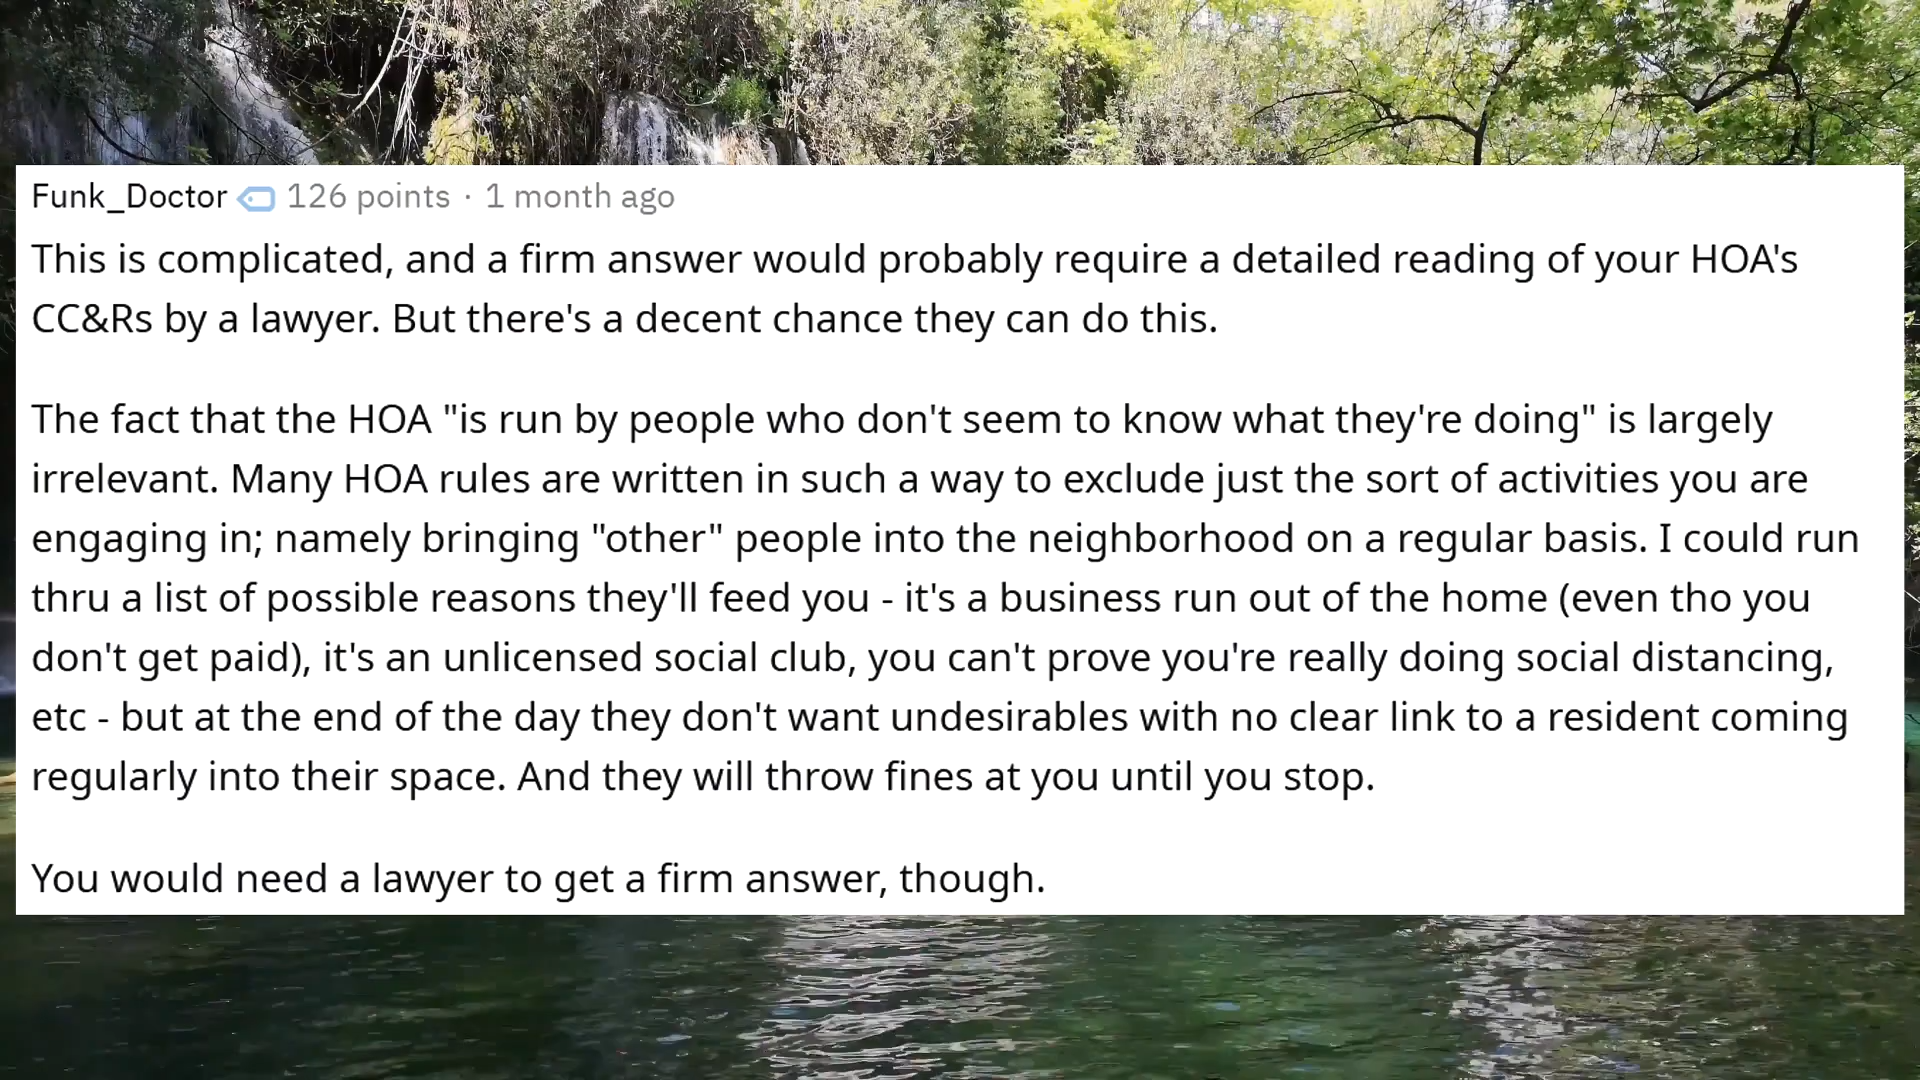 Funk_Doctor 126 points · 1 month ago
This is complicated, and a firm answer would probably require a detailed reading of your HOA's
CC&Rs by a lawyer. But there's a decent chance they can do this.
The fact that the HOA "is run by people who don't seem to know what they're doing" is largely
irrelevant. Many HOA rules are written in such a way to exclude just the sort of activities you are
engaging in; namely bringing "other" people into the neighborhood on a regular basis. I could run
thru a list of possible reasons they'll feed you - it's a business run out of the home (even tho you
don't get paid), it's an unlicensed social club, you can't prove you're really doing social distancing,
etc - but at the end of the day they don't want undesirables with no clear link to a resident coming
regularly into their space. And they will throw fines at you until you stop.
You would need a lawyer to get a firm answer, though.